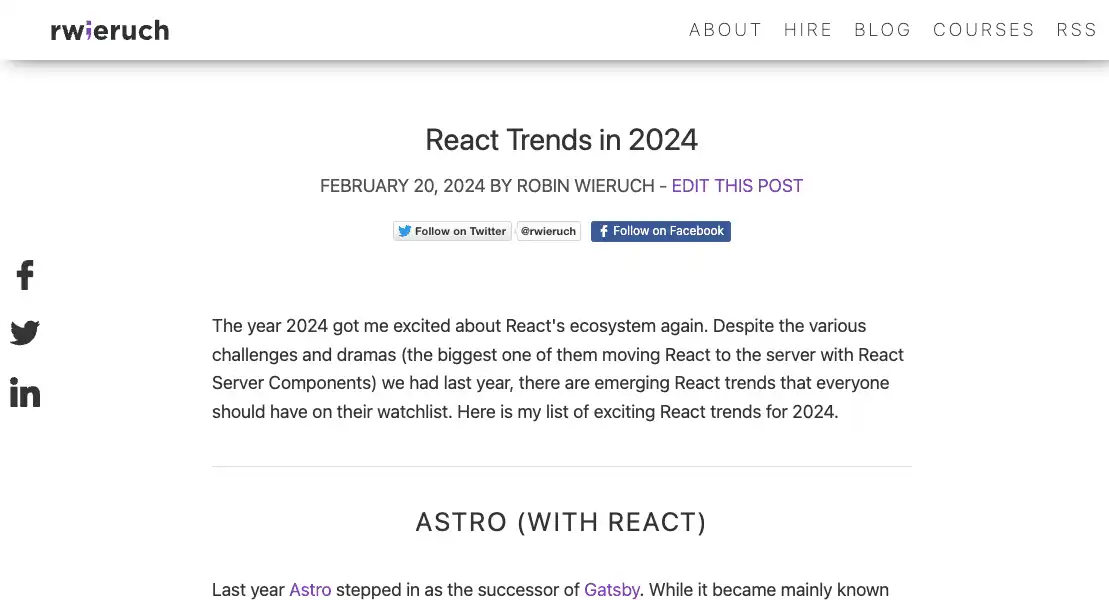 rwieruch
ABOUT HIRE BLOG COURSES RSS
React Trends in 2024
FEBRUARY 20, 2024 BY ROBIN WIERUCH - EDIT THIS POST
Follow on Twitter @rwieruch Follow on Facebook
The year 2024 got me excited about React's ecosystem again. Despite the various
challenges and dramas (the biggest one of them moving React to the server with React
Server Components) we had last year, there are emerging React trends that everyone
should have on their watchlist. Here is my list of exciting React trends for 2024.
ASTRO (WITH REACT)
Last year Astro stepped in as the successor of Gatsby. While it became mainly known